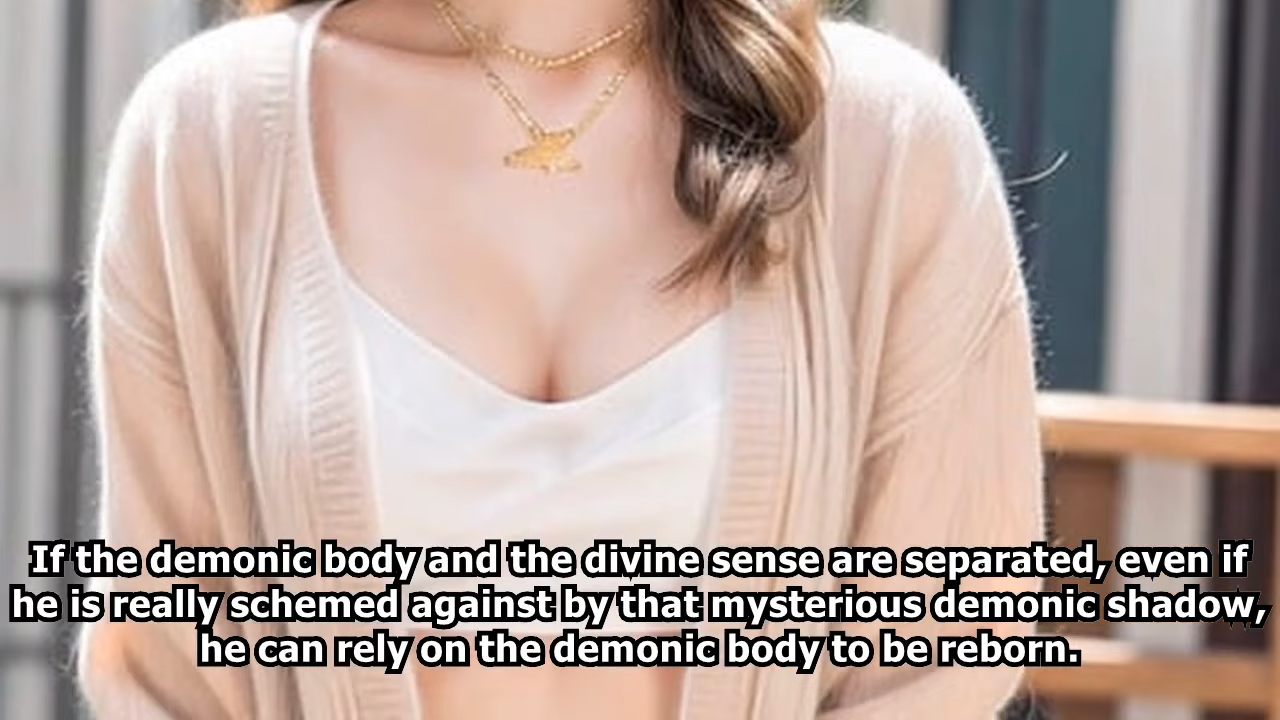 If the demonic body and the divine sense are separated, even if
he is really schemed against by that mysterious demonic shadow,
he can rely on the demonic body to be reborn.